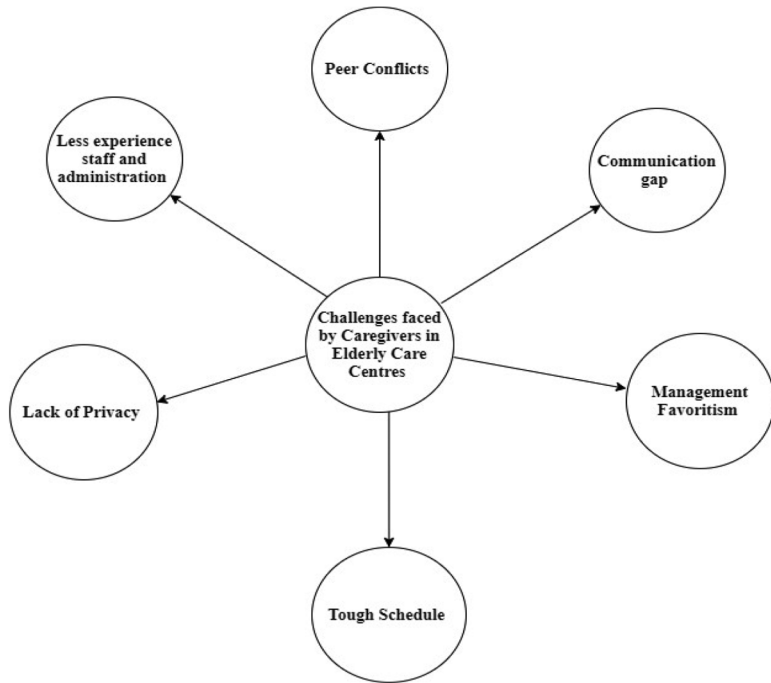 Peer Conflicts
Less experience
staff and
administration
Communication
gap
Challenges faced
by Caregivers in
Elderly Care
Centres
Lack of Privacy
Management
Favoritism
Tough Schedule